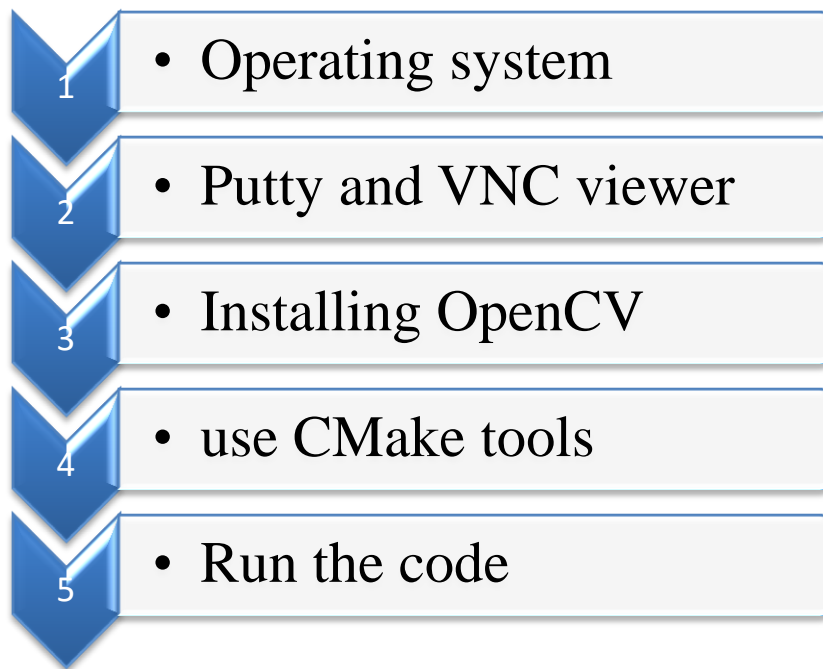 1
• Operating system
2
• Putty and VNC viewer
3
• Installing OpenCV
4
• use CMake tools
5
• Run the code